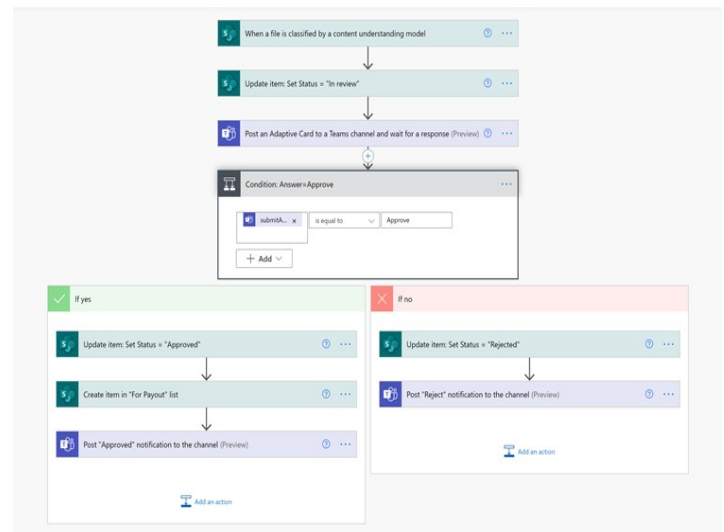 When a file is classified by a content understanding model
Update item: Set Status = "In review"
Post an Adaptive Card to a Teams channel and wait for a response (Preview)
Condition: Answer=Approve
submitA... x is equal to Approve
+ Add
If yes
Update item: Set Status = "Approved"
Create item in "For Payout" list
Post "Approved" notification to the channel (Preview)
Add an action
If no
Update item: Set Status = "Rejected"
Post "Reject" notification to the channel (Preview)
Add an action